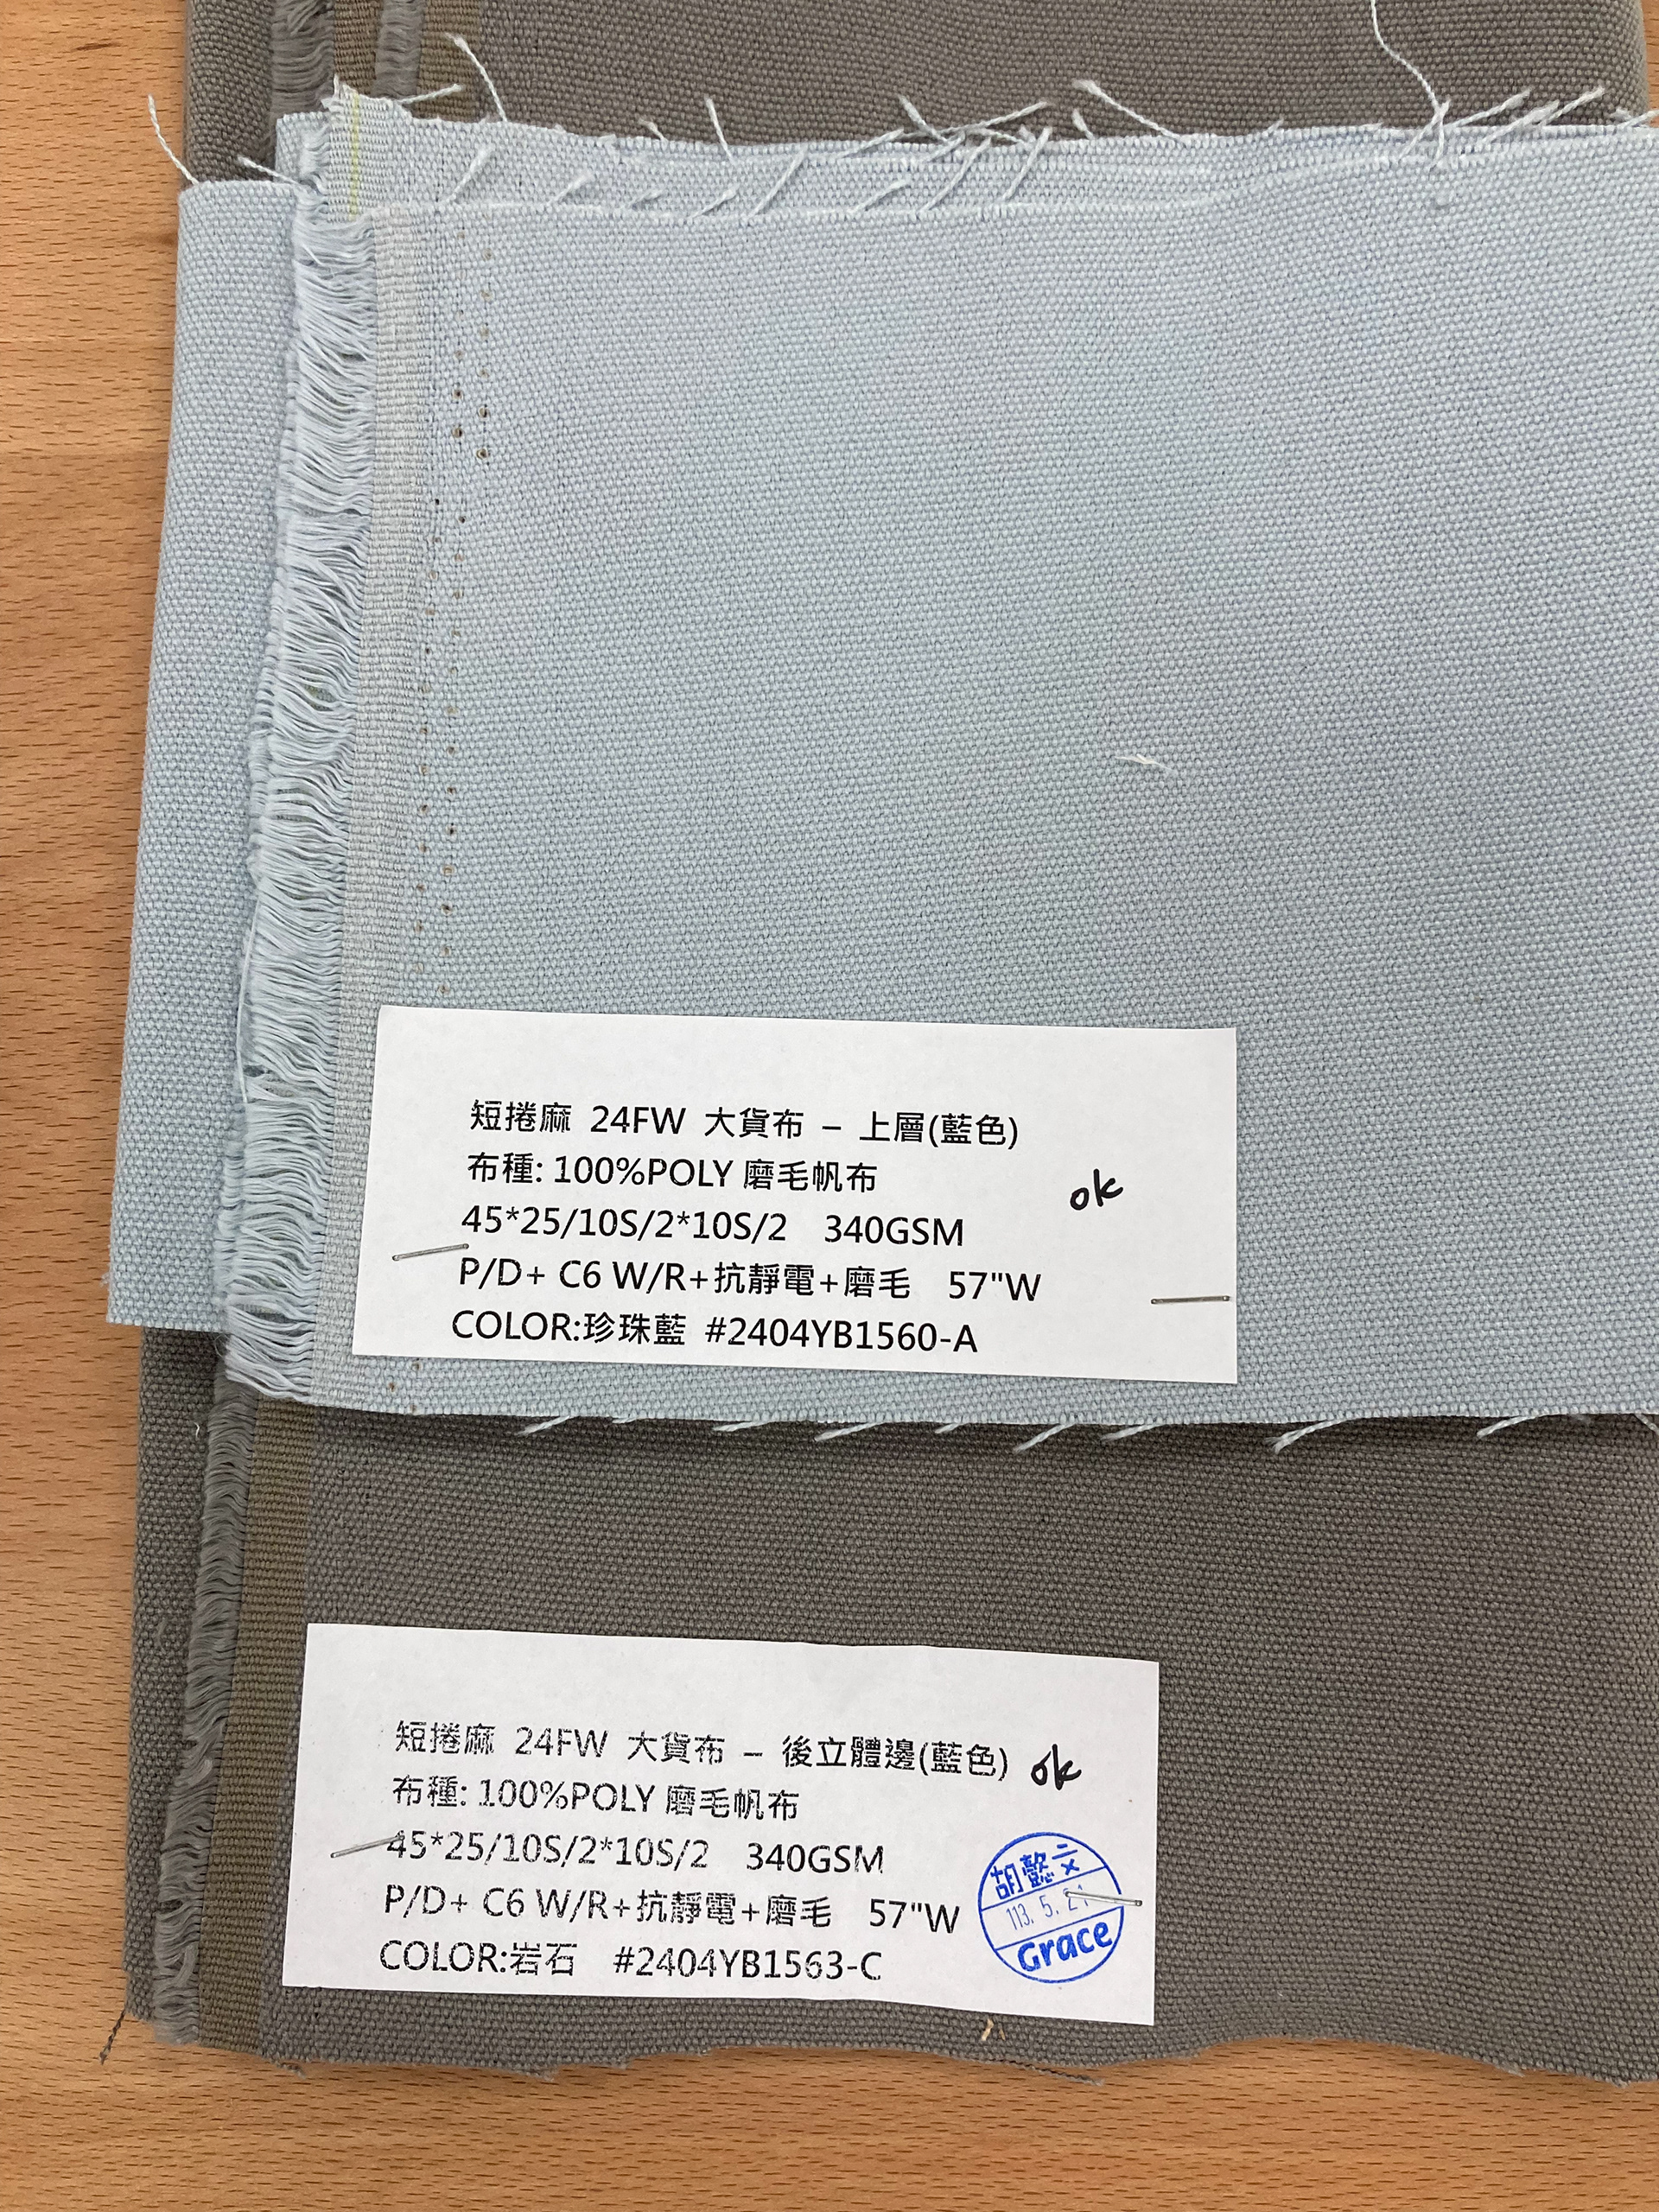 短捲麻 24FW 大貨布 – 上層(藍色)
布種: 100%POLY 磨毛帆布
45*25/10S/2*10S/2 340GSM
P/D+ C6 W/R+抗靜電+磨毛 57"W
COLOR:珍珠藍 #2404YB1560-A
ok
短捲麻 24FW 大貨布 – 後立體邊(藍色)
ok
布種: 100%POLY 磨毛帆布
45*25/10S/2*10S/2 340GSM
P/D+ C6 W/R+抗靜電+磨毛 57"W
COLOR:岩石 #2404YB1563-C
胡懿文
113. 5. 21
Grace